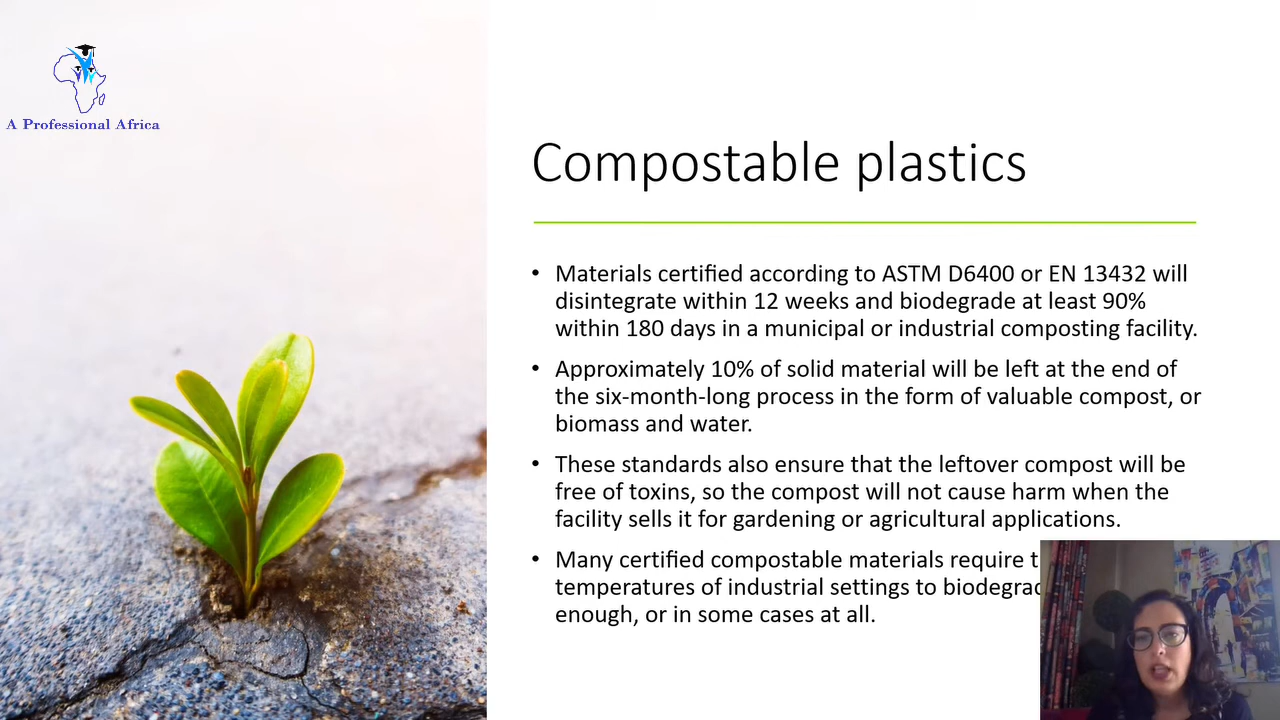 A Professional Africa
Compostable plastics
• Materials certified according to ASTM D6400 or EN 13432 will
disintegrate within 12 weeks and biodegrade at least 90%
within 180 days in a municipal or industrial composting facility.
• Approximately 10% of solid material will be left at the end of
the six-month-long process in the form of valuable compost, or
biomass and water.
• These standards also ensure that the leftover compost will be
free of toxins, so the compost will not cause harm when the
facility sells it for gardening or agricultural applications.
• Many certified compostable materials require
temperatures of industrial settings to
enough, or in some cases at all.